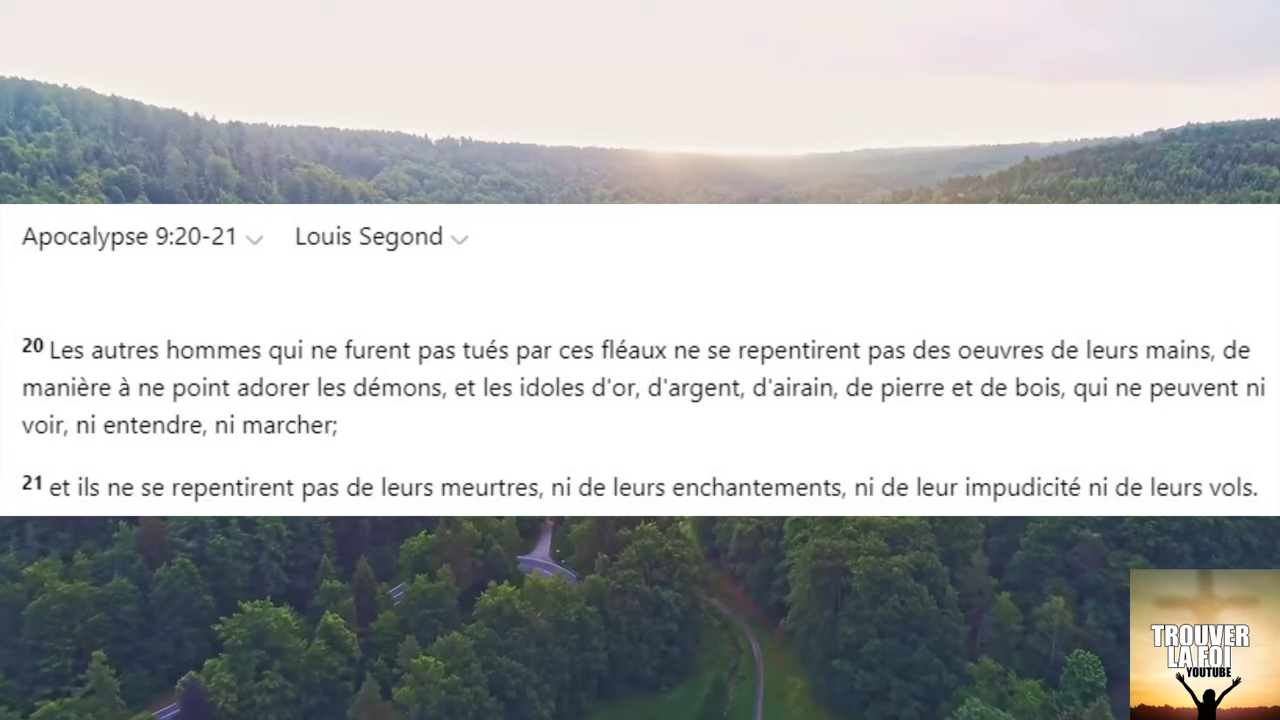 Apocalypse 9:20-21 Louis Segond
20 Les autres hommes qui ne furent pas tués par ces fléaux ne se repentirent pas des oeuvres de leurs mains, de
manière à ne point adorer les démons, et les idoles d'or, d'argent, d'airain, de pierre et de bois, qui ne peuvent ni
voir, ni entendre, ni marcher;
21 et ils ne se repentirent pas de leurs meurtres, ni de leurs enchantements, ni de leur impudicité ni de leurs vols.
TROUVER
LA FOI
YOUTUBE